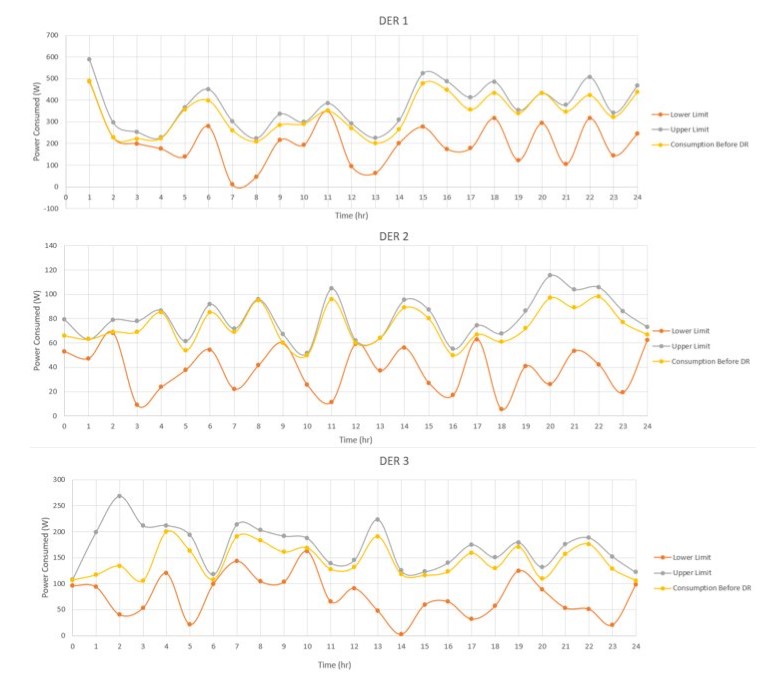 DER 1
700
600
500
400
300
200
100
0
-100
Power Consumed (W)
0 1 2 3 4 5 6 7 8 9 10 11 12 13 14 15 16 17 18 19 20 21 22 23 24
Time (hr)
Lower Limit
Upper Limit
Consumption Before DR
DER 2
140
120
100
80
60
40
20
0
Power Consumed (W)
0 1 2 3 4 5 6 7 8 9 10 11 12 13 14 15 16 17 18 19 20 21 22 23 24
Time (hr)
Lower Limit
Upper Limit
Consumption Before DR
DER 3
300
250
200
150
100
50
0
Power Consumed (W)
0 1 2 3 4 5 6 7 8 9 10 11 12 13 14 15 16 17 18 19 20 21 22 23 24
Time (hr)
Lower Limit
Upper Limit
Consumption Before DR